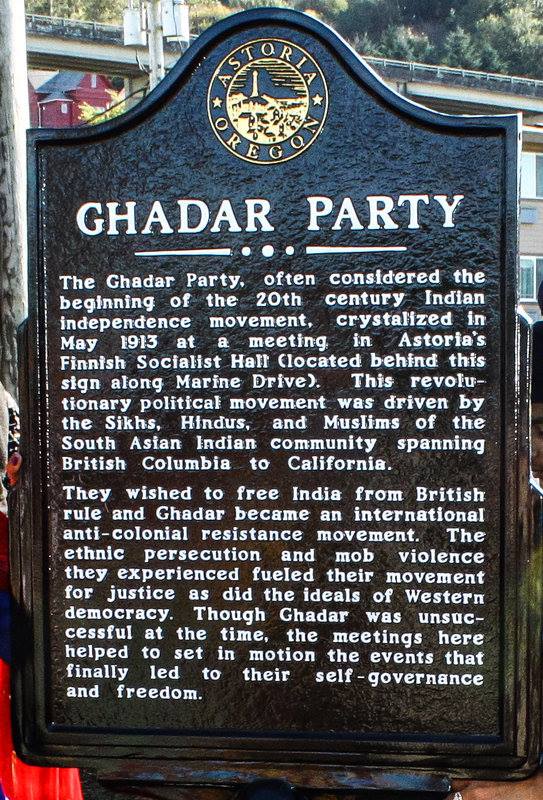 ASTORIA
OREGON
GHADAR PARTY
The Ghadar Party, often considered the
beginning of the 20th century Indian
independence movement, crystalized in
May 1913 at a meeting in Astoria's
Finnish Socialist Hall (located behind this
sign along Marine Drive). This revolu-
tionary political movement was driven by
the Sikhs, Hindus, and Muslims of the
South Asian Indian community spanning
British Columbia to California.
They wished to free India from British
rule and Ghadar became an international
anti-colonial resistance movement. The
ethnic persecution and mob violence
they experienced fueled their movement
for justice as did the ideals of Western
democracy. Though Ghadar was unsuc-
cessful at the time, the meetings here
helped to set in motion the events that
finally led to their self-governance
and freedom.